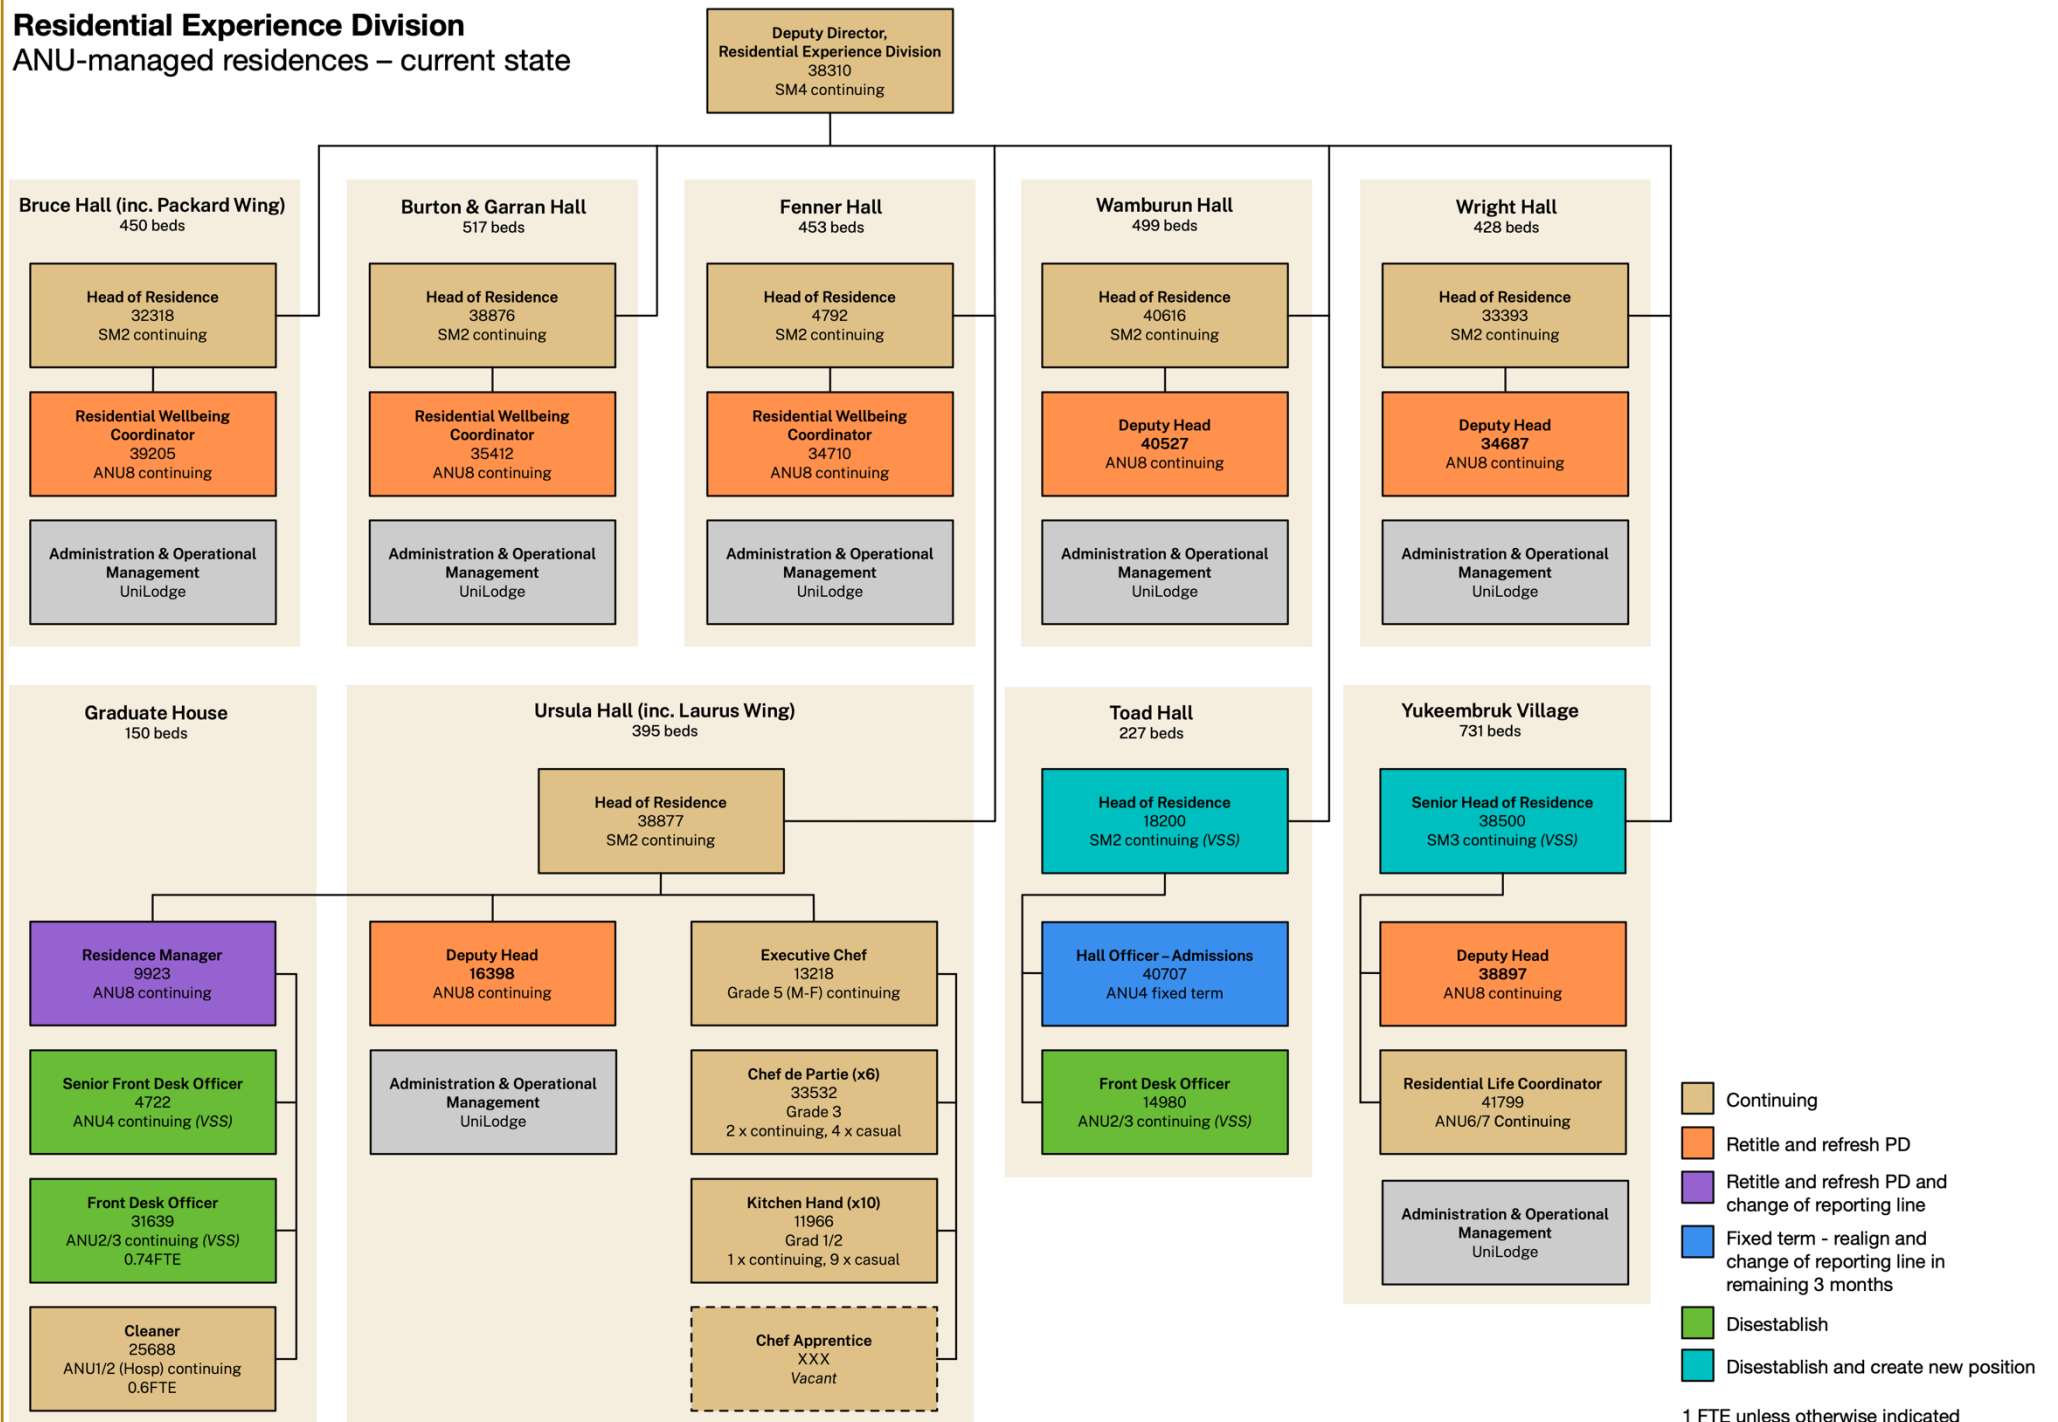 Residential Experience Division
ANU-managed residences – current state
Deputy Director,
Residential Experience Division
38310
SM4 continuing
Bruce Hall (inc. Packard Wing)
450 beds
Head of Residence
32318
SM2 continuing
Residential Wellbeing
Coordinator
39205
ANU8 continuing
Administration & Operational
Management
UniLodge
Burton & Garran Hall
517 beds
Head of Residence
38876
SM2 continuing
Residential Wellbeing
Coordinator
35412
ANU8 continuing
Administration & Operational
Management
UniLodge
Fenner Hall
453 beds
Head of Residence
4792
SM2 continuing
Residential Wellbeing
Coordinator
34710
ANU8 continuing
Administration & Operational
Management
UniLodge
Wamburun Hall
499 beds
Head of Residence
40616
SM2 continuing
Deputy Head
40527
ANU8 continuing
Administration & Operational
Management
UniLodge
Wright Hall
428 beds
Head of Residence
33393
SM2 continuing
Deputy Head
34687
ANU8 continuing
Administration & Operational
Management
UniLodge
Graduate House
150 beds
Residence Manager
9923
ANU8 continuing
Senior Front Desk Officer
4722
ANU4 continuing (VSS)
Front Desk Officer
31639
ANU2/3 continuing (VSS)
0.74FTE
Cleaner
25688
ANU1/2 (Hosp) continuing
0.6FTE
Ursula Hall (inc. Laurus Wing)
395 beds
Head of Residence
38877
SM2 continuing
Deputy Head
16398
ANU8 continuing
Administration & Operational
Management
UniLodge
Executive Chef
13218
Grade 5 (M-F) continuing
Chef de Partie (x6)
33532
Grade 3
2 x continuing, 4 x casual
Kitchen Hand (x10)
11966
Grad 1/2
1 x continuing, 9 x casual
Chef Apprentice
XXX
Vacant
Toad Hall
227 beds
Head of Residence
18200
SM2 continuing (VSS)
Hall Officer – Admissions
40707
ANU4 fixed term
Front Desk Officer
14980
ANU2/3 continuing (VSS)
Yukeembruk Village
731 beds
Senior Head of Residence
38500
SM3 continuing (VSS)
Deputy Head
38897
ANU8 continuing
Residential Life Coordinator
41799
ANU6/7 Continuing
Administration & Operational
Management
UniLodge
Continuing
Retitle and refresh PD
Retitle and refresh PD and
change of reporting line
Fixed term - realign and
change of reporting line in
remaining 3 months
Disestablish
Disestablish and create new position
1 FTE unless otherwise indicated